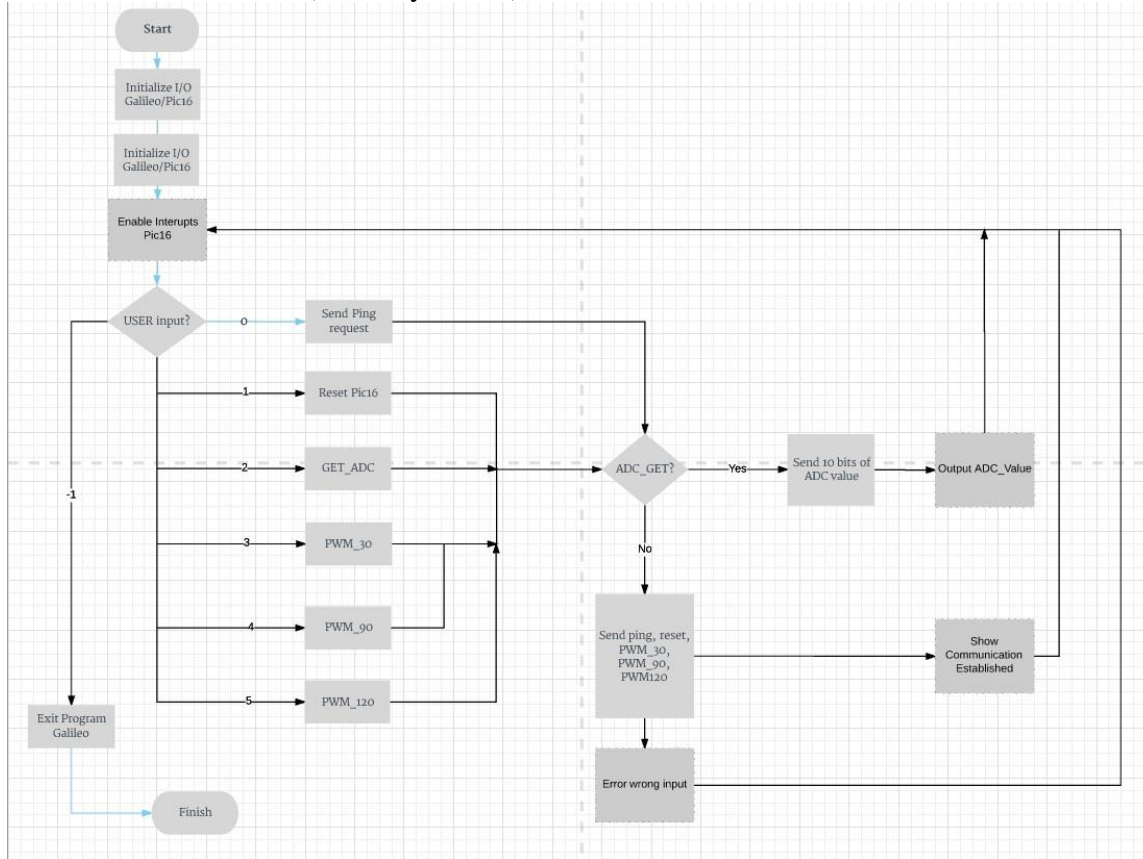 Start
Initialize I/O
Galileo/Pic16
Initialize I/O
Galileo/Pic16
Enable Interupts
Pic16
USER input?
0
Send Ping
request
1
Reset Pic16
2
GET_ADC
ADC_GET?
Yes
Send 10 bits of
ADC value
Output ADC_Value
-1
3
PWM_30
No
4
PWM_90
Send ping, reset,
PWM_30,
PWM_90,
PWM120
Show
Communication
Established
5
PWM_120
Exit Program
Galileo
Error wrong input
Finish